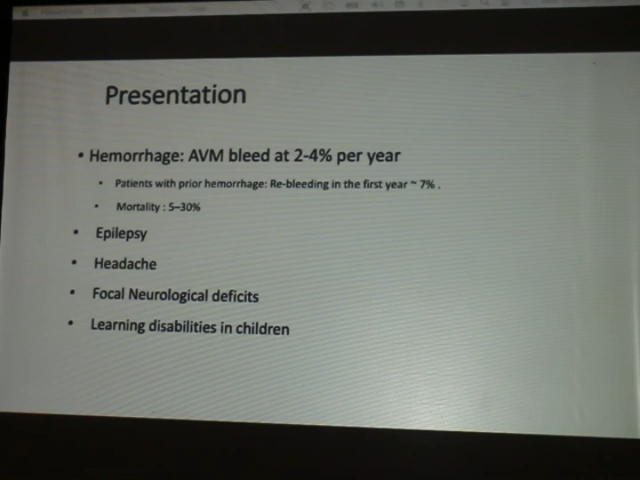 Presentation
• Hemorrhage: AVM bleed at 2-4% per year
• Patients with prior hemorrhage: Re-bleeding in the first year ~ 7% .
• Mortality : 5–30%
• Epilepsy
• Headache
• Focal Neurological deficits
• Learning disabilities in children